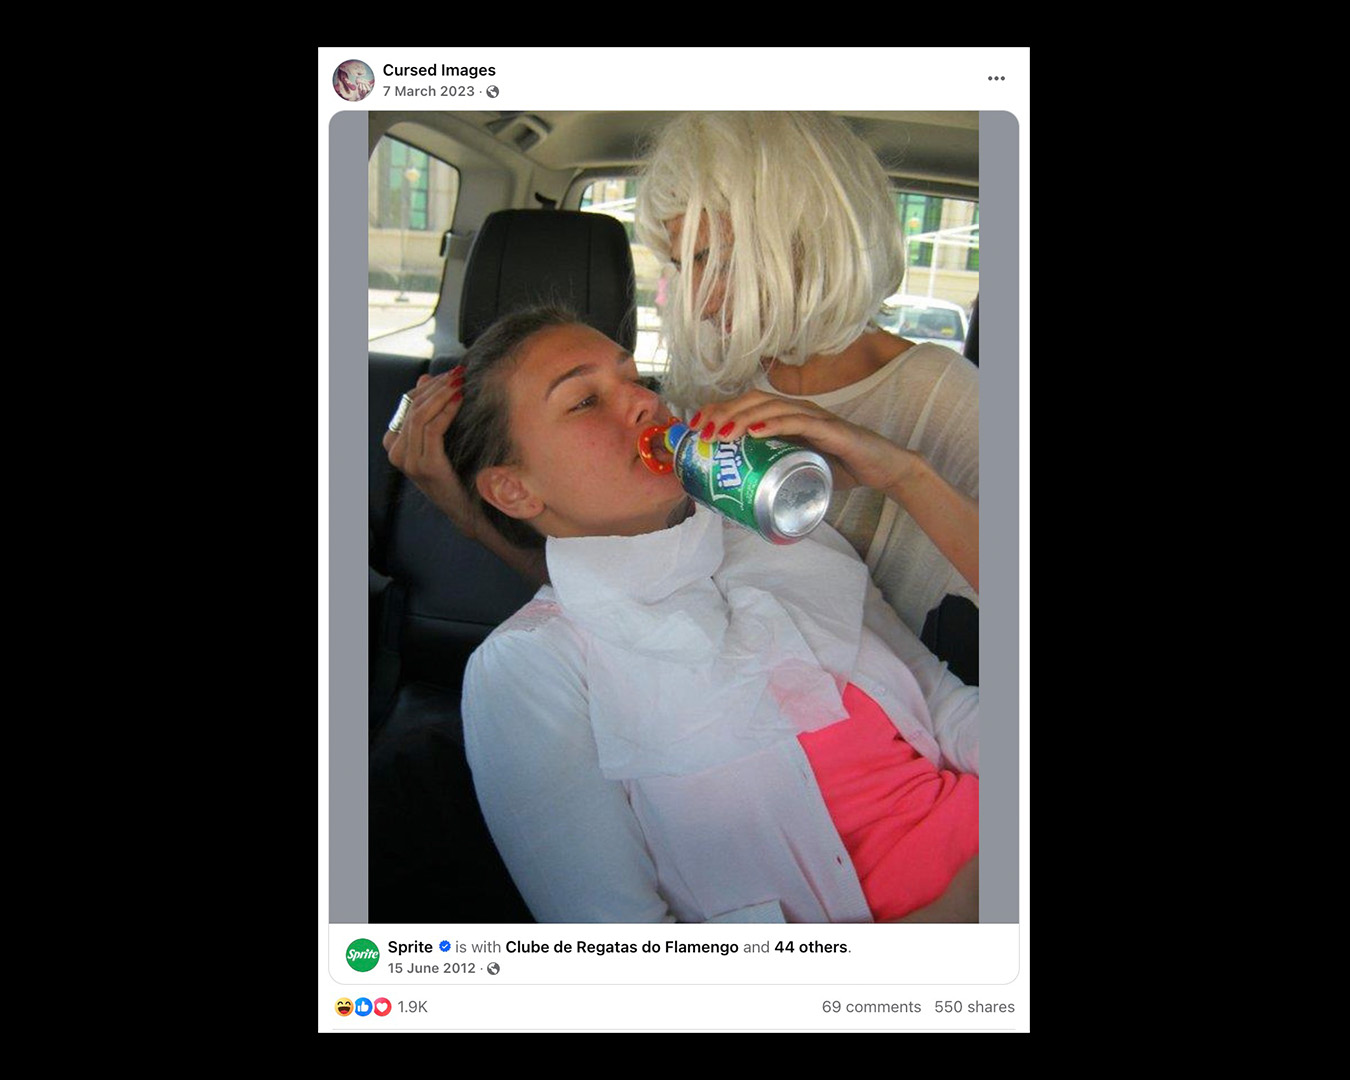 Cursed Images
7 March 2023 ·
Sprite
Sprite is with Clube de Regatas do Flamengo and 44 others.
15 June 2012 ·
1.9K
69 comments 550 shares